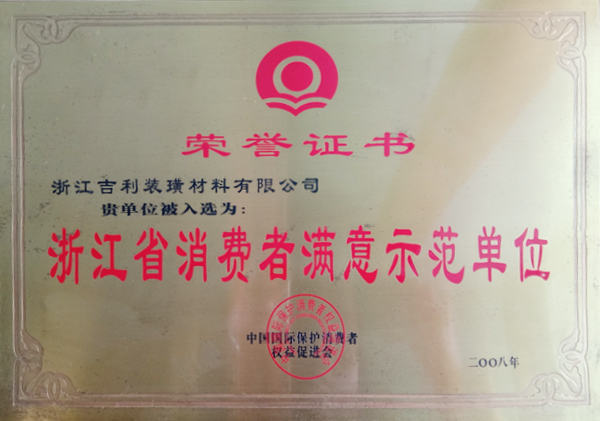 荣誉证书
浙江吉利装璜材料有限公司
贵单位被入选为:
浙江省消费者满意示范单位
中国国际保护消费者
权益促进会
二00八年